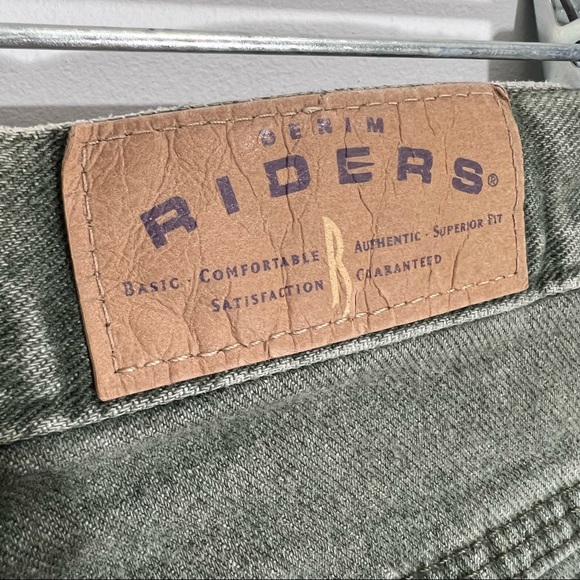 DENIM
RIDERS®
BASIC · COMFORTABLE R AUTHENTIC · SUPERIOR FIT
SATISFACTION GUARANTEED